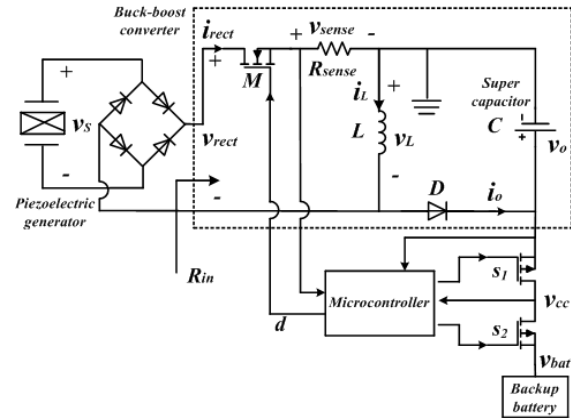 Buck-boost
converter
i_rect
+
v_sense
-
+
M
R_sense
+
v_S
-
v_rect
-
i_L
+
L
v_L
-
Super
capacitor
C
-
+
v_o
Piezoelectric
generator
D
i_o
R_in
d
Microcontroller
s_1
s_2
v_cc
v_bat
Backup
battery